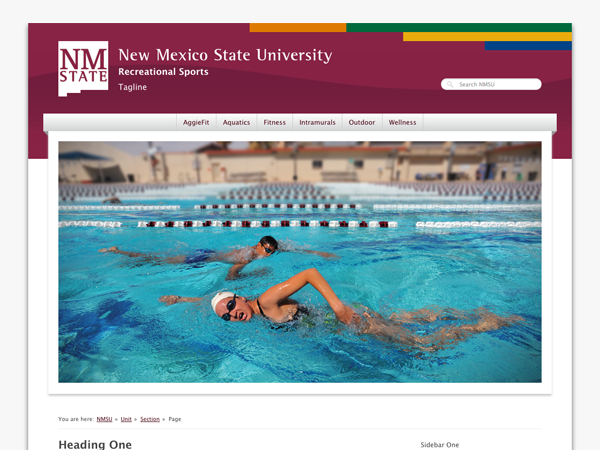 NM
STATE
New Mexico State University
Recreational Sports
Tagline
Search NMSU
AggieFit Aquatics Fitness Intramurals Outdoor Wellness
You are here: NMSU » Unit » Section » Page
Heading One
Sidebar One